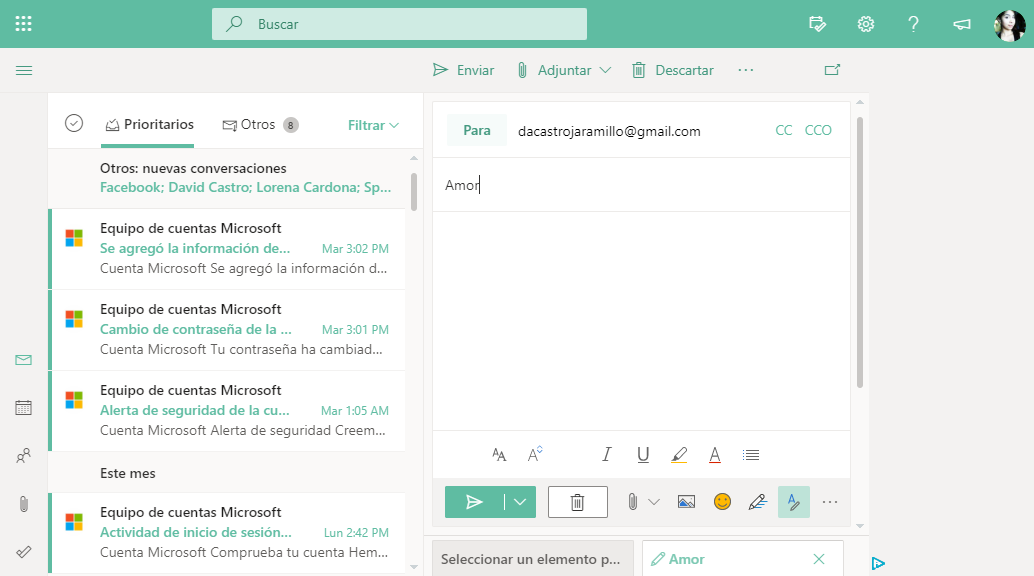 Buscar
Enviar Adjuntar Descartar
Prioritarios Otros 8 Filtrar
Para dacastrojaramillo@gmail.com CC CCO
Otros: nuevas conversaciones
Facebook; David Castro; Lorena Cardona; Sp...
Amor
Equipo de cuentas Microsoft
Se agregó la información de... Mar 3:02 PM
Cuenta Microsoft Se agregó la información d...
Equipo de cuentas Microsoft
Cambio de contraseña de la ... Mar 3:01 PM
Cuenta Microsoft Tu contraseña ha cambiad...
Equipo de cuentas Microsoft
Alerta de seguridad de la cu... Mar 1:05 AM
Cuenta Microsoft Alerta de seguridad Creem...
Este mes
Equipo de cuentas Microsoft
Actividad de inicio de sesión... Lun 2:42 PM
Cuenta Microsoft Comprueba tu cuenta Hem...
Seleccionar un elemento p... Amor